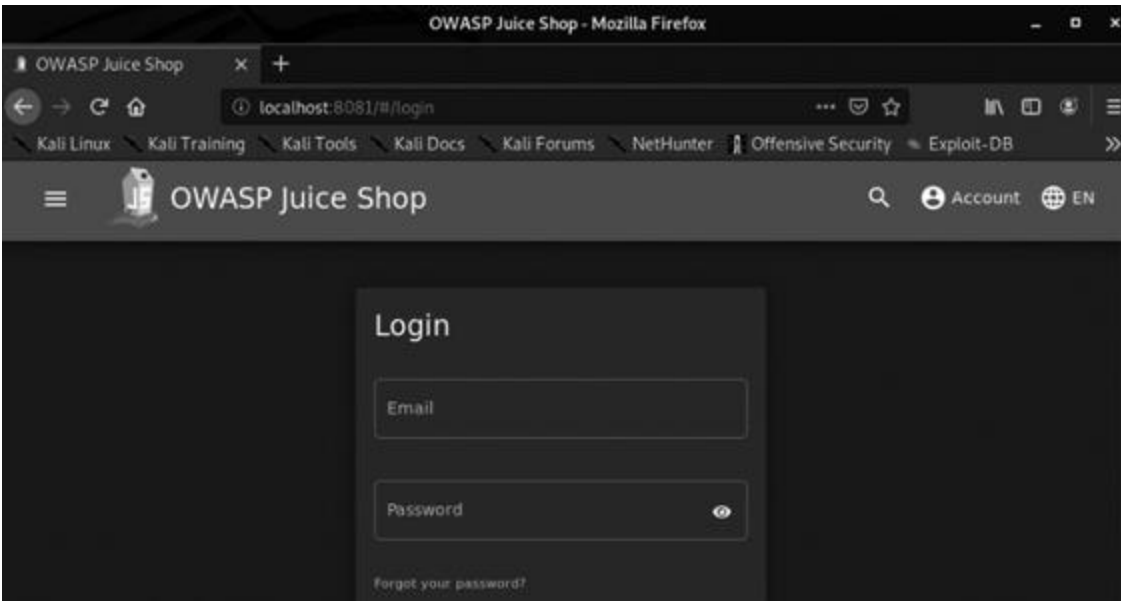 OWASP Juice Shop - Mozilla Firefox
OWASP Juice Shop
localhost:8081/#/login
Kali Linux Kali Training Kali Tools Kali Docs Kali Forums NetHunter Offensive Security Exploit-DB
JS OWASP Juice Shop Account EN
Login
Email
Password
Forgot your password?